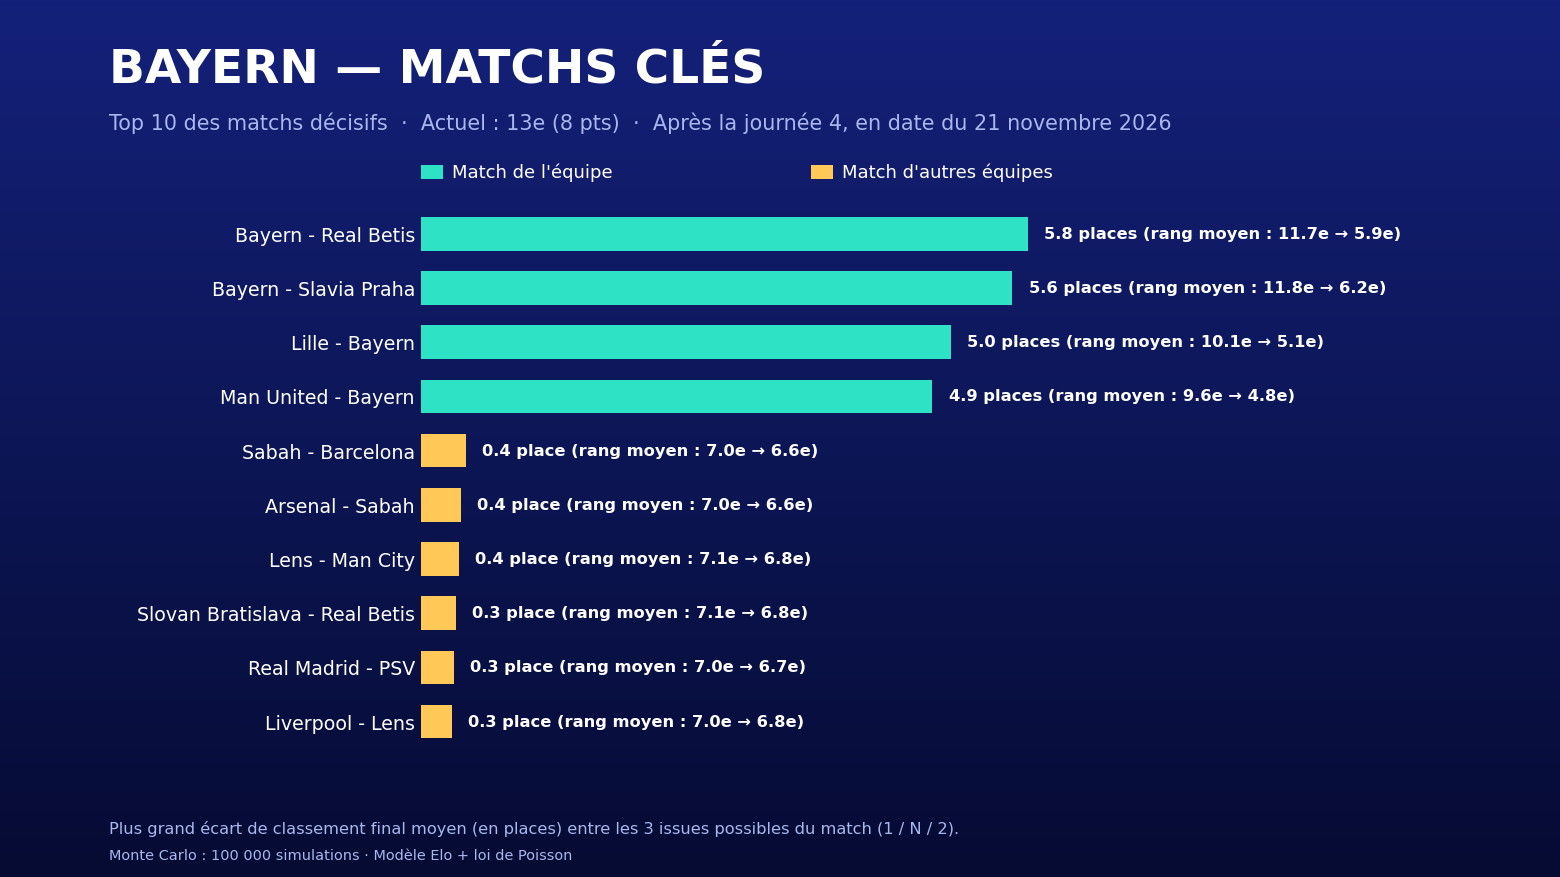 BAYERN — MATCHS CLÉS
Top 10 des matchs décisifs · Actuel : 13e (8 pts) · Après la journée 4, en date du 21 novembre 2026
Match de l'équipe
Match d'autres équipes
Bayern - Real Betis 5.8 places (rang moyen : 11.7e → 5.9e)
Bayern - Slavia Praha 5.6 places (rang moyen : 11.8e → 6.2e)
Lille - Bayern 5.0 places (rang moyen : 10.1e → 5.1e)
Man United - Bayern 4.9 places (rang moyen : 9.6e → 4.8e)
Sabah - Barcelona 0.4 place (rang moyen : 7.0e → 6.6e)
Arsenal - Sabah 0.4 place (rang moyen : 7.0e → 6.6e)
Lens - Man City 0.4 place (rang moyen : 7.1e → 6.8e)
Slovan Bratislava - Real Betis 0.3 place (rang moyen : 7.1e → 6.8e)
Real Madrid - PSV 0.3 place (rang moyen : 7.0e → 6.7e)
Liverpool - Lens 0.3 place (rang moyen : 7.0e → 6.8e)
Plus grand écart de classement final moyen (en places) entre les 3 issues possibles du match (1 / N / 2).
Monte Carlo : 100 000 simulations · Modèle Elo + loi de Poisson